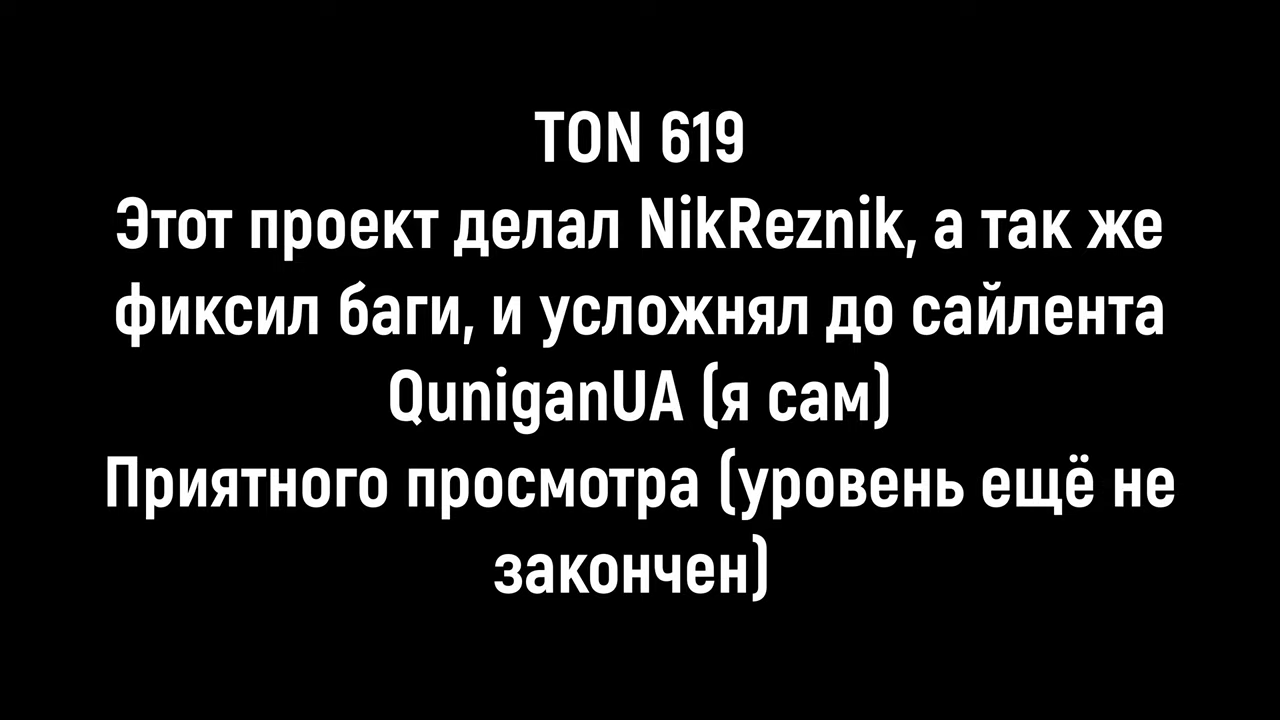 TON 619
Этот проект делал NikReznik, а так же
фиксил баги, и усложнял до сайлента
QuniganUA (я сам)
Приятного просмотра (уровень ещё не
закончен)